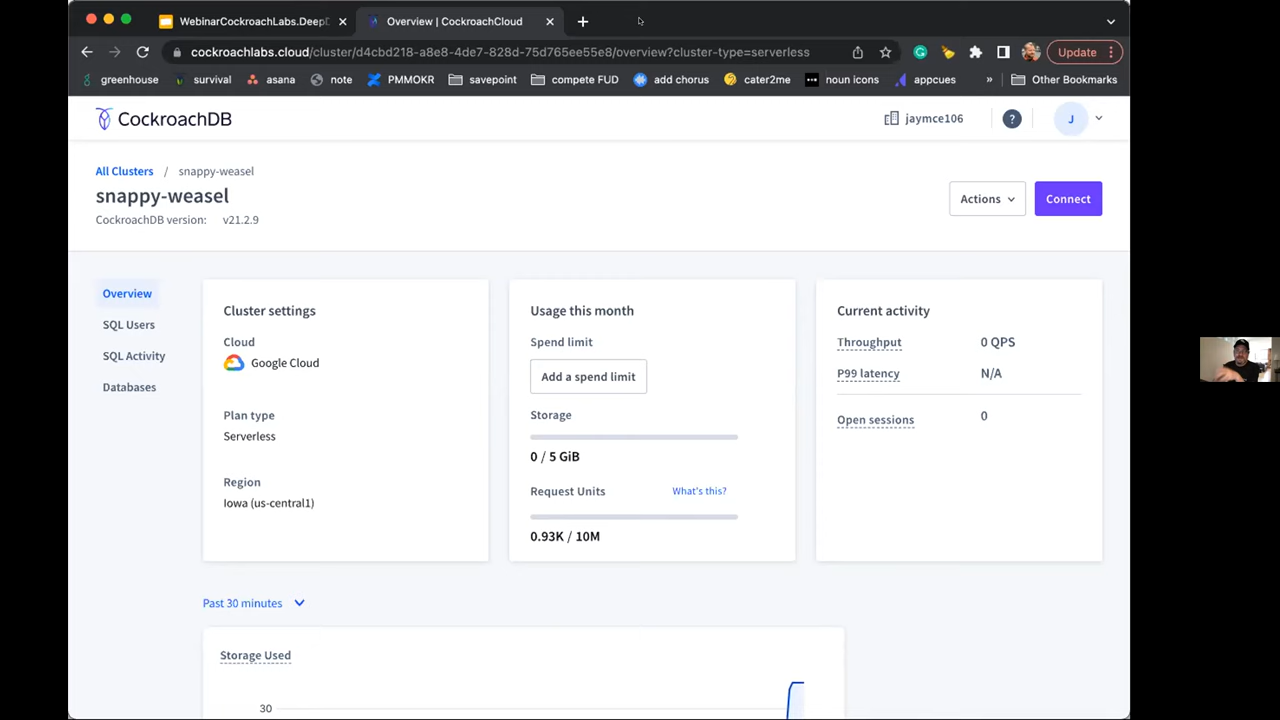 WebinarCockroachLabs.DeepD
Overview | CockroachCloud
cockroachlabs.cloud/cluster/d4cbd218-a8e8-4de7-828d-75d765ee55e8/overview?cluster-type=serverless
Update
greenhouse survival asana note PMMOKR savepoint compete FUD add chorus cater2me noun icons appcues » Other Bookmarks
CockroachDB
jaymce106
?
J
All Clusters / snappy-weasel
snappy-weasel
CockroachDB version: v21.2.9
Actions
Connect
Overview
SQL Users
SQL Activity
Databases
Cluster settings
Cloud
Google Cloud
Plan type
Serverless
Region
Iowa (us-central1)
Usage this month
Spend limit
Add a spend limit
Storage
0 / 5 GiB
Request Units What's this?
0.93K / 10M
Current activity
Throughput 0 QPS
P99 latency N/A
Open sessions 0
Past 30 minutes
Storage Used
30